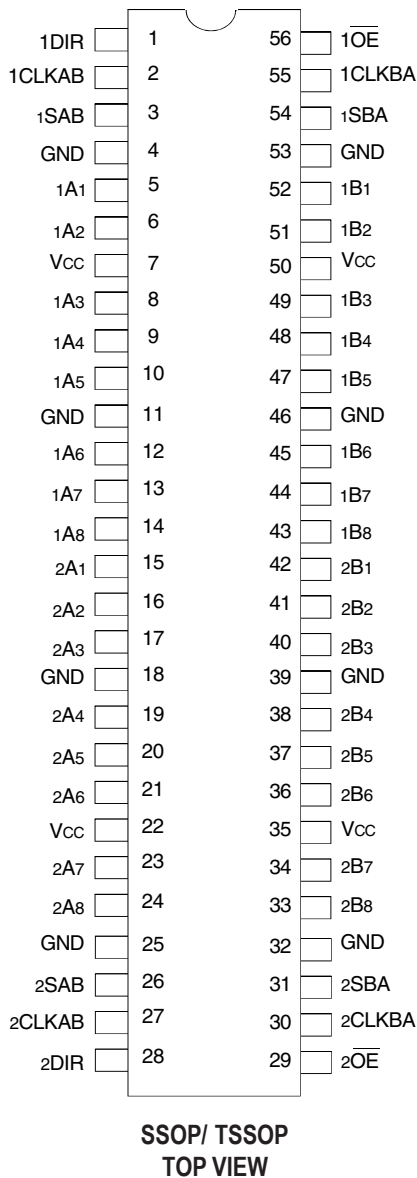 1DIR 1 56 1OE
1CLKAB 2 55 1CLKBA
1SAB 3 54 1SBA
GND 4 53 GND
1A1 5 52 1B1
1A2 6 51 1B2
VCC 7 50 VCC
1A3 8 49 1B3
1A4 9 48 1B4
1A5 10 47 1B5
GND 11 46 GND
1A6 12 45 1B6
1A7 13 44 1B7
1A8 14 43 1B8
2A1 15 42 2B1
2A2 16 41 2B2
2A3 17 40 2B3
GND 18 39 GND
2A4 19 38 2B4
2A5 20 37 2B5
2A6 21 36 2B6
VCC 22 35 VCC
2A7 23 34 2B7
2A8 24 33 2B8
GND 25 32 GND
2SAB 26 31 2SBA
2CLKAB 27 30 2CLKBA
2DIR 28 29 2OE
SSOP/ TSSOP
TOP VIEW